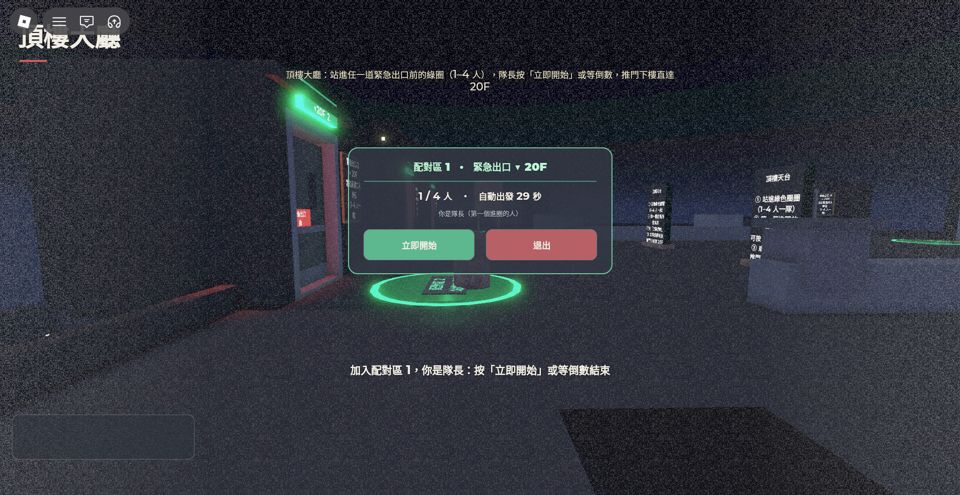 頂樓大廳
頂樓大廳：站進任一道緊急出口前的綠圈（1–4 人），隊長按「立即開始」或等倒數，推門下樓直達
20F
配對區 1 • 緊急出口 ▼ 20F
1 / 4 人 • 自動出發 29 秒
你是隊長（第一個進圈的人）
立即開始
退出
頂樓天台
① 站進綠色圈圈
（1–4 人一隊）
加入配對區 1，你是隊長：按「立即開始」或等倒數結束